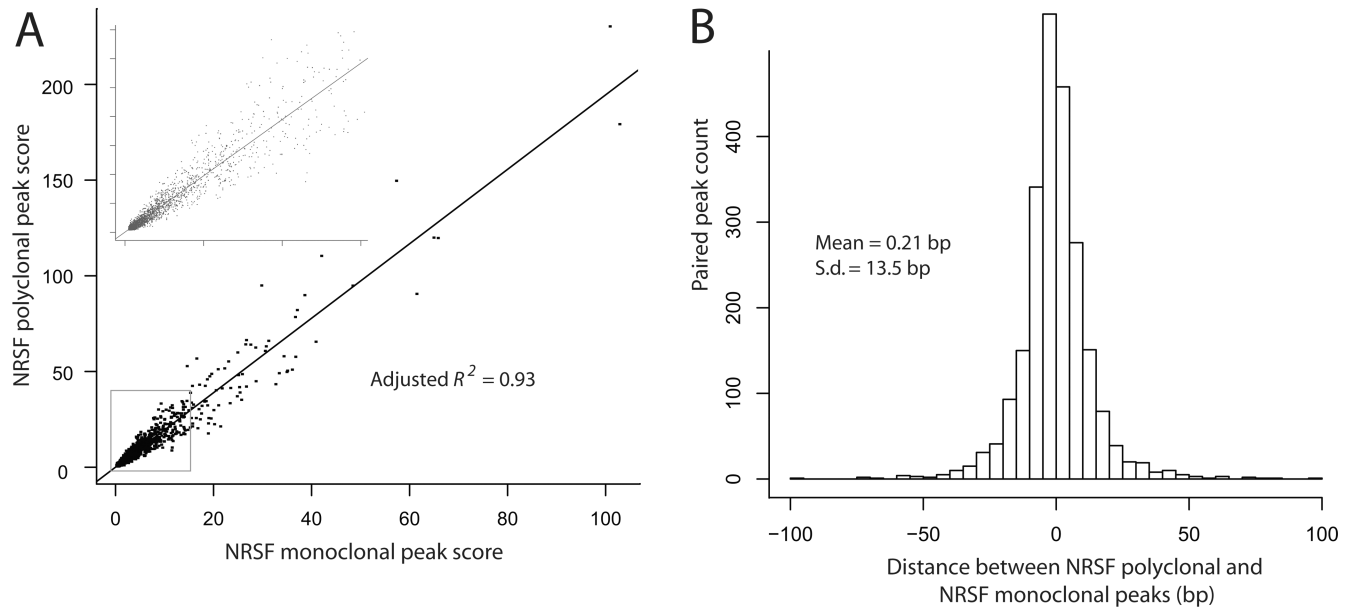 A
NRSF polyclonal peak score
200
150
100
50
0
Adjusted R² = 0.93
0 20 40 60 80 100
NRSF monoclonal peak score
B
Paired peak count
400
300
200
100
0
Mean = 0.21 bp
S.d. = 13.5 bp
−100 −50 0 50 100
Distance between NRSF polyclonal and
NRSF monoclonal peaks (bp)